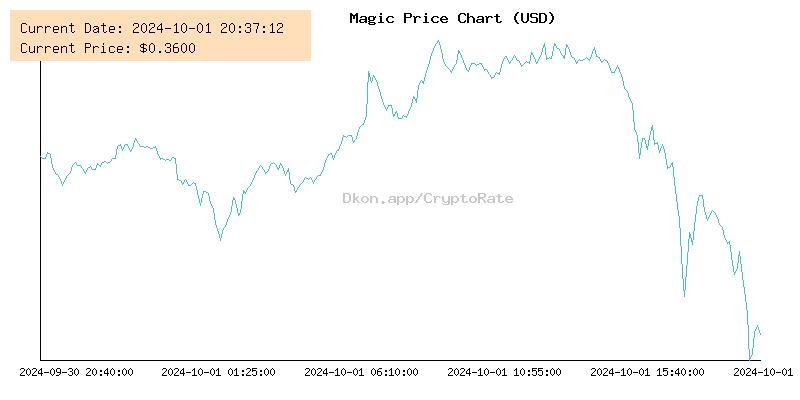 Magic Price Chart (USD)
Current Date: 2024-10-01 20:37:12
Current Price: $0.3600
Dkon.app/CryptoRate
2024-09-30 20:40:00 2024-10-01 01:25:00 2024-10-01 06:10:00 2024-10-01 10:55:00 2024-10-01 15:40:00 2024-10-01